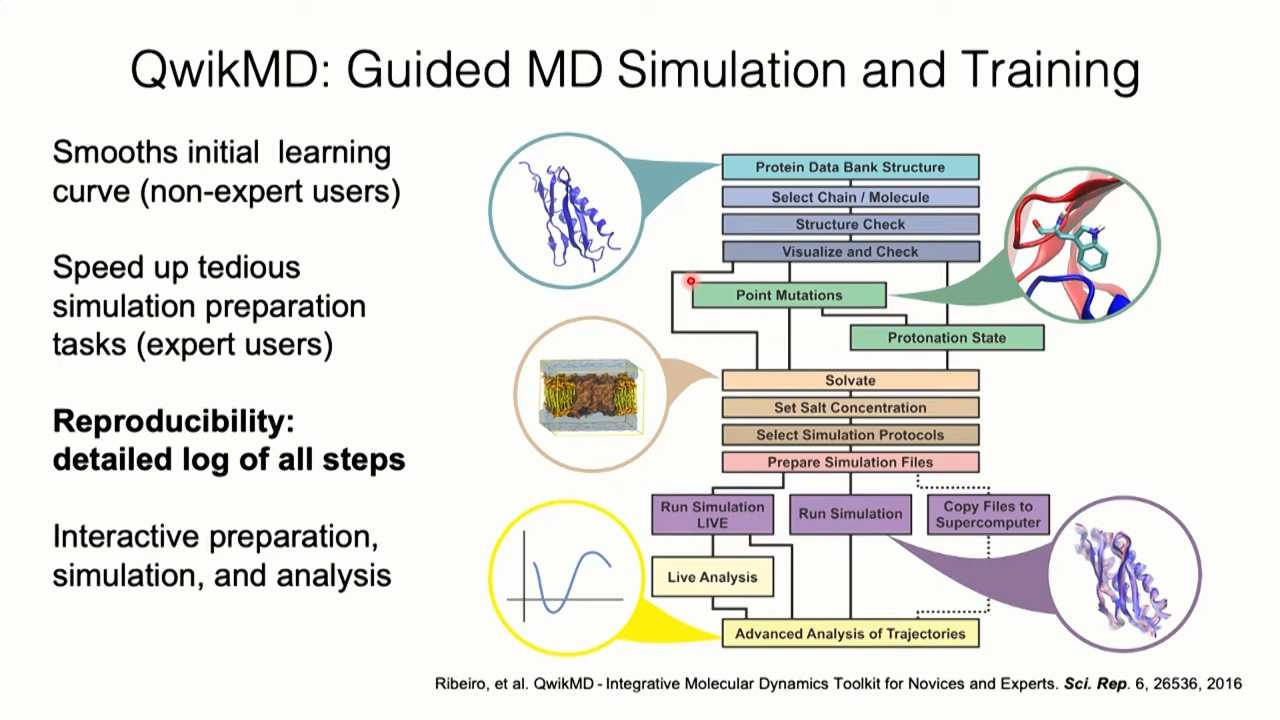 QwikMD: Guided MD Simulation and Training
Smooths initial learning
curve (non-expert users)
Speed up tedious
simulation preparation
tasks (expert users)
Reproducibility:
detailed log of all steps
Interactive preparation,
simulation, and analysis
Protein Data Bank Structure
Select Chain / Molecule
Structure Check
Visualize and Check
Point Mutations
Protonation State
Solvate
Set Salt Concentration
Select Simulation Protocols
Prepare Simulation Files
Run Simulation
LIVE
Run Simulation
Copy Files to
Supercomputer
Live Analysis
Advanced Analysis of Trajectories
Ribeiro, et al. QwikMD - Integrative Molecular Dynamics Toolkit for Novices and Experts. Sci. Rep. 6, 26536, 2016